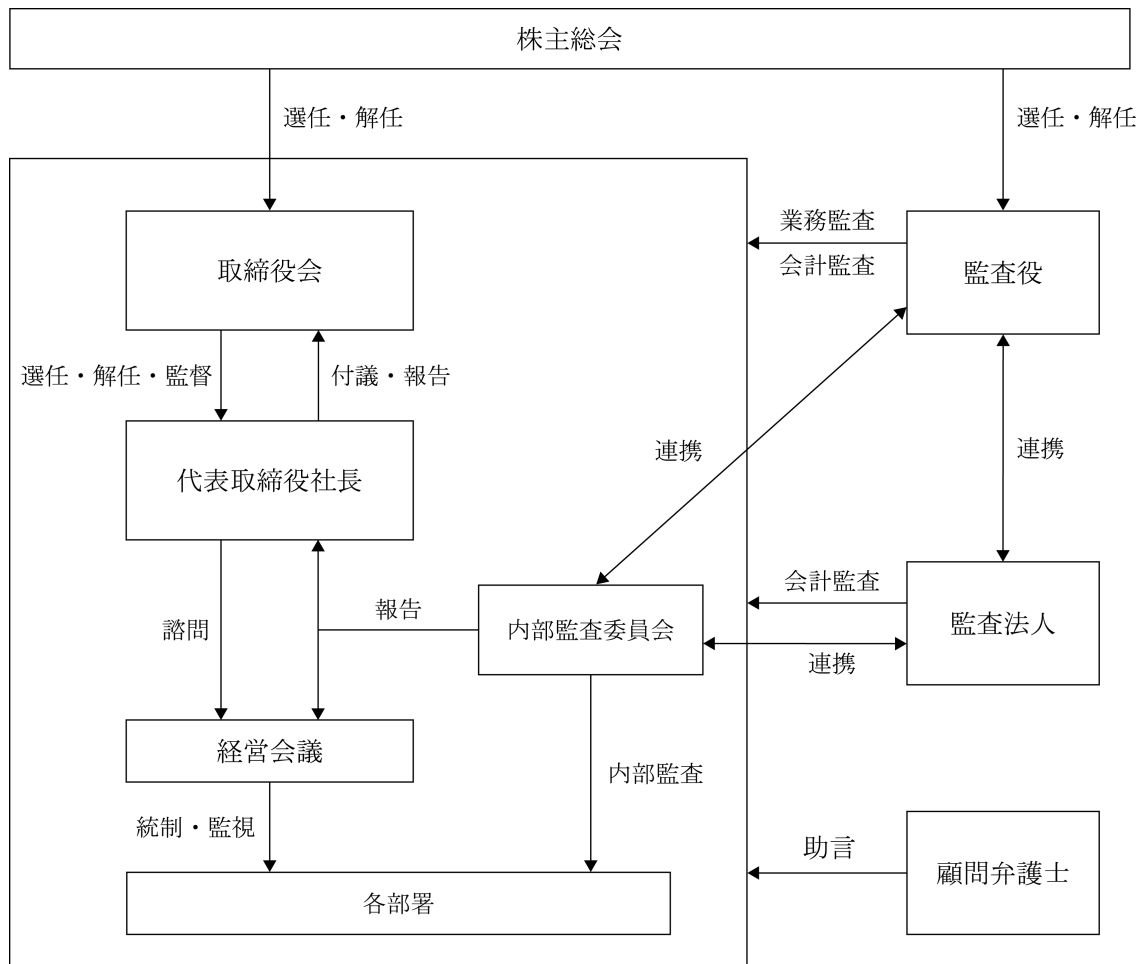 株主総会
選任・解任
選任・解任
取締役会
業務監査
会計監査
監査役
選任・解任・監督
付議・報告
連携
連携
代表取締役社長
諮問
報告
内部監査委員会
会計監査
連携
監査法人
経営会議
内部監査
統制・監視
各部署
助言
顧問弁護士